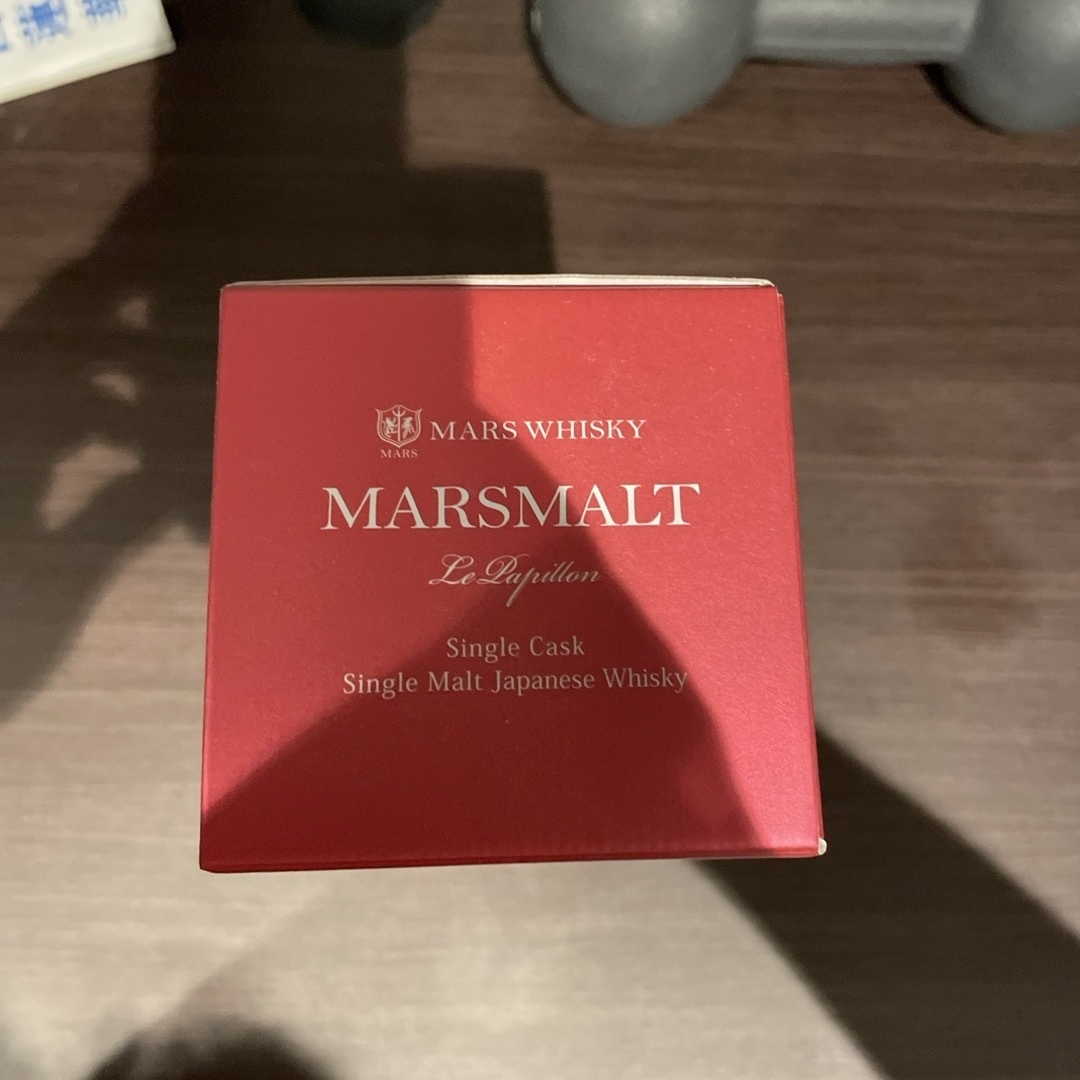 MARS WHISKY
MARS
MARSMALT
Le Papillon
Single Cask
Single Malt Japanese Whisky